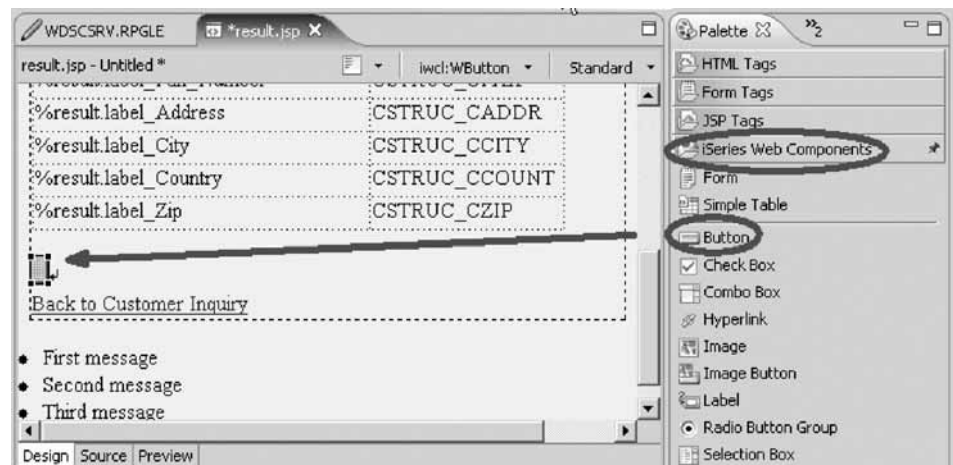 WDSCSRV.RPGLE
*result.jsp X
result.jsp - Untitled *
iwcl:WButton
Standard
%result.label_Address CSTRUC_CADDR
%result.label_City CSTRUC_CCITY
%result.label_Country CSTRUC_CCOUNT
%result.label_Zip CSTRUC_CZIP
Back to Customer Inquiry
First message
Second message
Third message
Design Source Preview
Palette
2
HTML Tags
Form Tags
JSP Tags
iSeries Web Components
Form
Simple Table
Button
Check Box
Combo Box
Hyperlink
Image
Image Button
Label
Radio Button Group
Selection Box